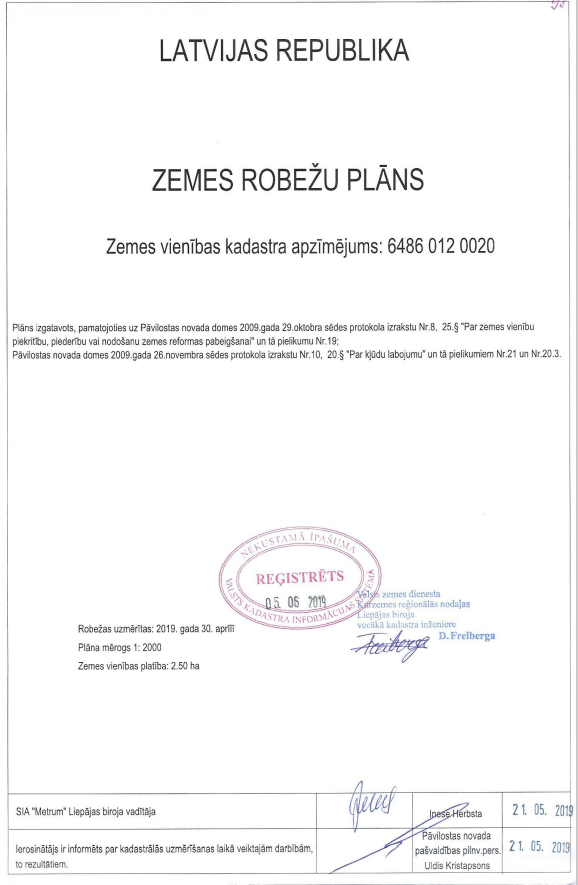 LATVIJAS REPUBLIKA
ZEMES ROBEŽU PLĀNS
Zemes vienības kadastra apzīmējums: 6486 012 0020
Plāns izgatavots, pamatojoties uz Pāvilostas novada domes 2009.gada 29.oktobra sēdes protokola izrakstu Nr.8, 25.§ "Par zemes vienību
piekritību, piederību vai nodošanu zemes reformas pabeigšanai" un tā pielikumu Nr.19;
Pāvilostas novada domes 2009.gada 26.novembra sēdes protokola izrakstu Nr.10, 20.§ "Par kļūdu labojumu" un tā pielikumiem Nr.21 un Nr.20.3.
NEKUSTAMĀ ĪPAŠUMA
REĢISTRĒTS
05. 06 2019
VALSTS KADASTRA INFORMĀCIJAS SISTĒMA
Valsts zemes dienesta
Kurzemes reģionālās nodaļas
Liepājas biroja
vecākā kadastra inženiere
D. Freiberga
Freiberga
Robežas uzmērītas: 2019. gada 30. aprīlī
Plāna mērogs 1: 2000
Zemes vienības platība: 2.50 ha
SIA "Metrum" Liepājas biroja vadītāja
Inese Herbsta
21. 05. 2019
Ierosinātājs ir informēts par kadastrālās uzmērīšanas laikā veiktajām darbībām,
to rezultātiem.
Pāvilostas novada
pašvaldības pilnv.pers.
Uldis Kristapsons
21. 05. 2019